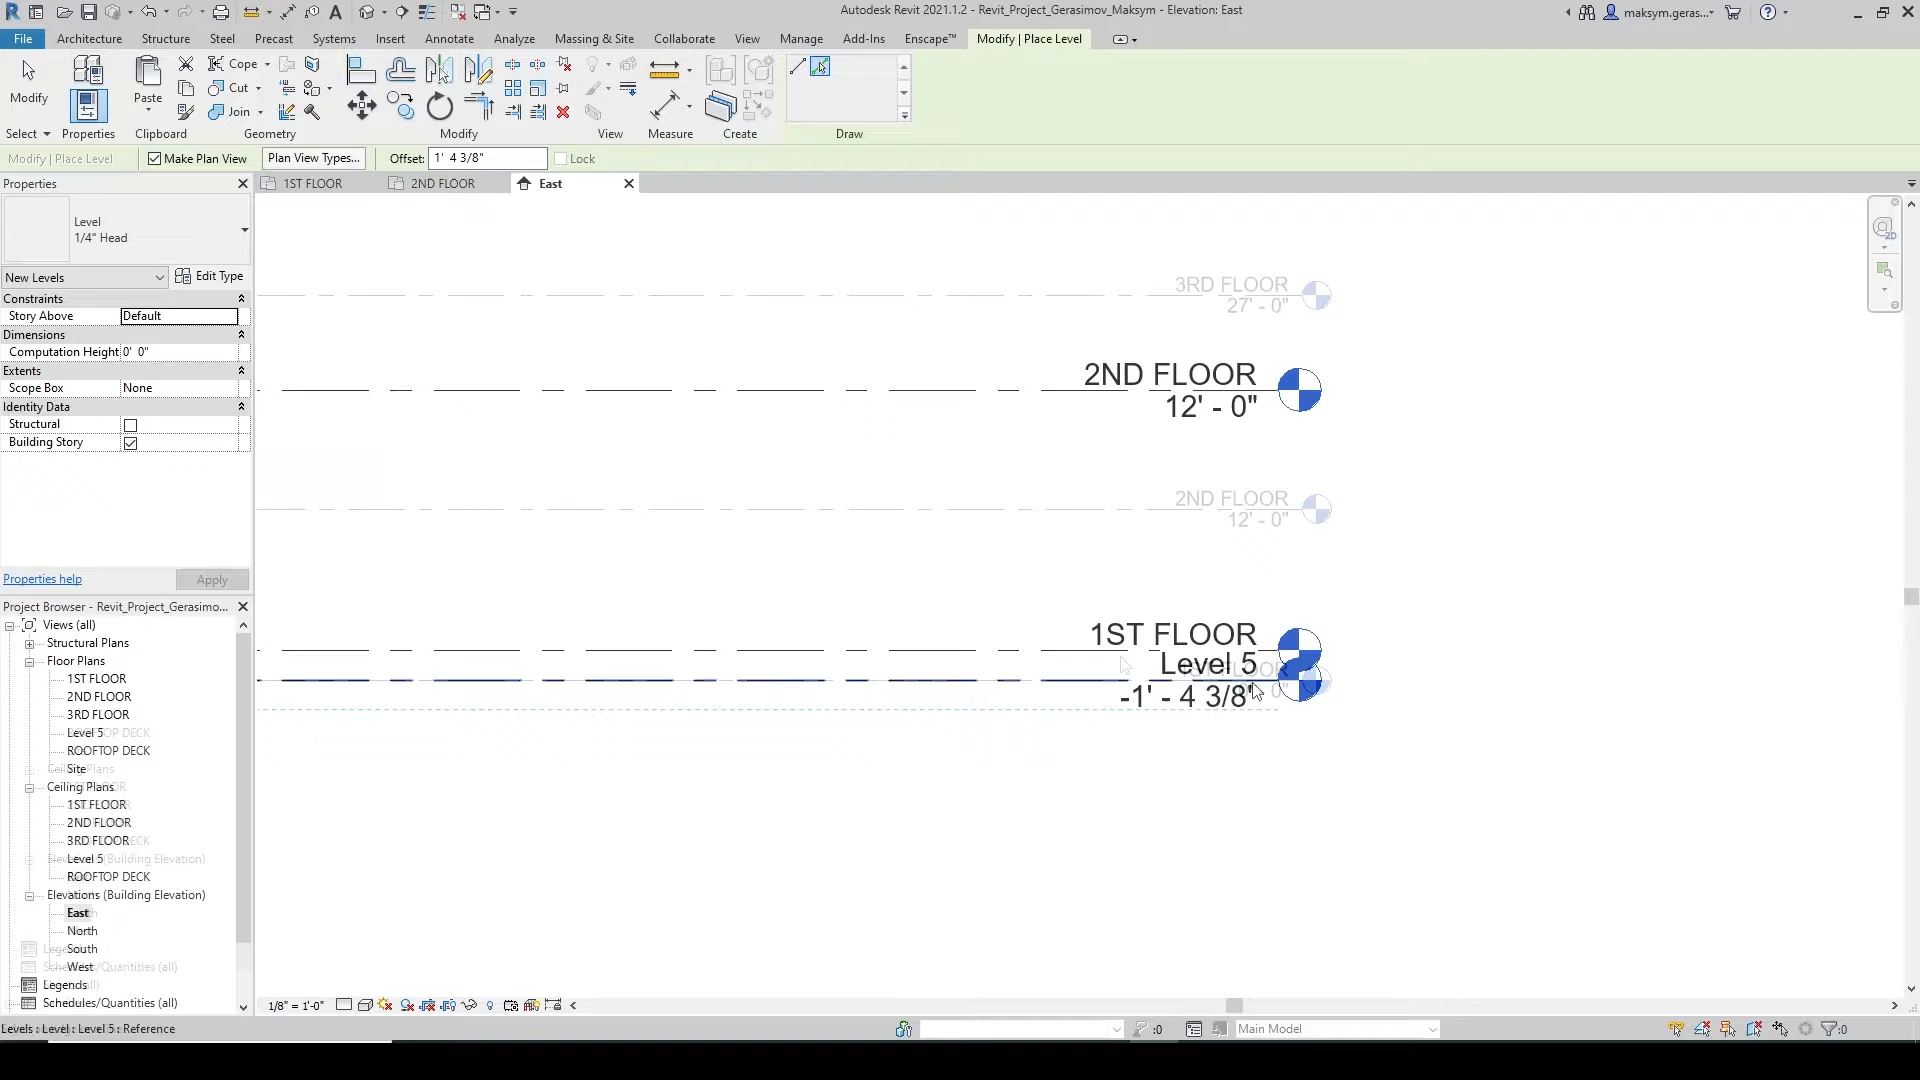 Autodesk Revit 2021.1.2 - Revit_Project_Gerasimov_Maksym - Elevation: East
maksym.geras...
File
Architecture
Structure
Steel
Precast
Systems
Insert
Annotate
Analyze
Massing & Site
Collaborate
View
Manage
Add-Ins
Enscape™
Modify | Place Level
Modify
Paste
Cope
Cut
Join
Select
Properties
Clipboard
Geometry
Modify
View
Measure
Create
Draw
Modify | Place Level
Make Plan View
Plan View Types...
Offset:
1' 4 3/8"
Lock
Properties
1ST FLOOR
2ND FLOOR
East
Level
1/4" Head
New Levels
Edit Type
Constraints
Story Above
Default
Dimensions
Computation Height
0' 0"
Extents
Scope Box
None
Identity Data
Structural
Building Story
Properties help
Apply
3RD FLOOR
27' - 0"
2ND FLOOR
12' - 0"
2ND FLOOR
12' - 0"
1ST FLOOR
Level 5
-1' - 4 3/8"
2D
Project Browser - Revit_Project_Gerasimo...
Views (all)
Structural Plans
Floor Plans
1ST FLOOR
2ND FLOOR
3RD FLOOR
Level 5
ROOFTOP DECK
Site
Ceiling Plans
1ST FLOOR
2ND FLOOR
3RD FLOOR
Level 5
ROOFTOP DECK
Elevations (Building Elevation)
East
North
South
West
Legends
Schedules/Quantities (all)
1/8" = 1'-0"
Levels : Level : Level 5 : Reference
:0
Main Model
:0